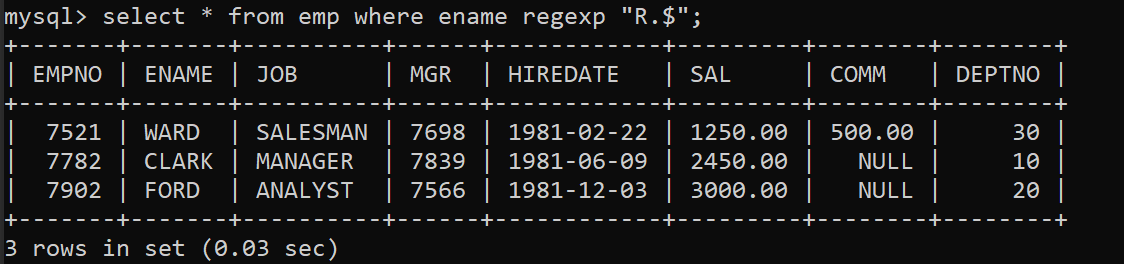 mysql> select * from emp where ename regexp "R.$";
+-------+-------+----------+------+------------+---------+--------+--------+
| EMPNO | ENAME | JOB      | MGR  | HIREDATE   | SAL     | COMM   | DEPTNO |
+-------+-------+----------+------+------------+---------+--------+--------+
|  7521 | WARD  | SALESMAN | 7698 | 1981-02-22 | 1250.00 | 500.00 |     30 |
|  7782 | CLARK | MANAGER  | 7839 | 1981-06-09 | 2450.00 |   NULL |     10 |
|  7902 | FORD  | ANALYST  | 7566 | 1981-12-03 | 3000.00 |   NULL |     20 |
+-------+-------+----------+------+------------+---------+--------+--------+
3 rows in set (0.03 sec)